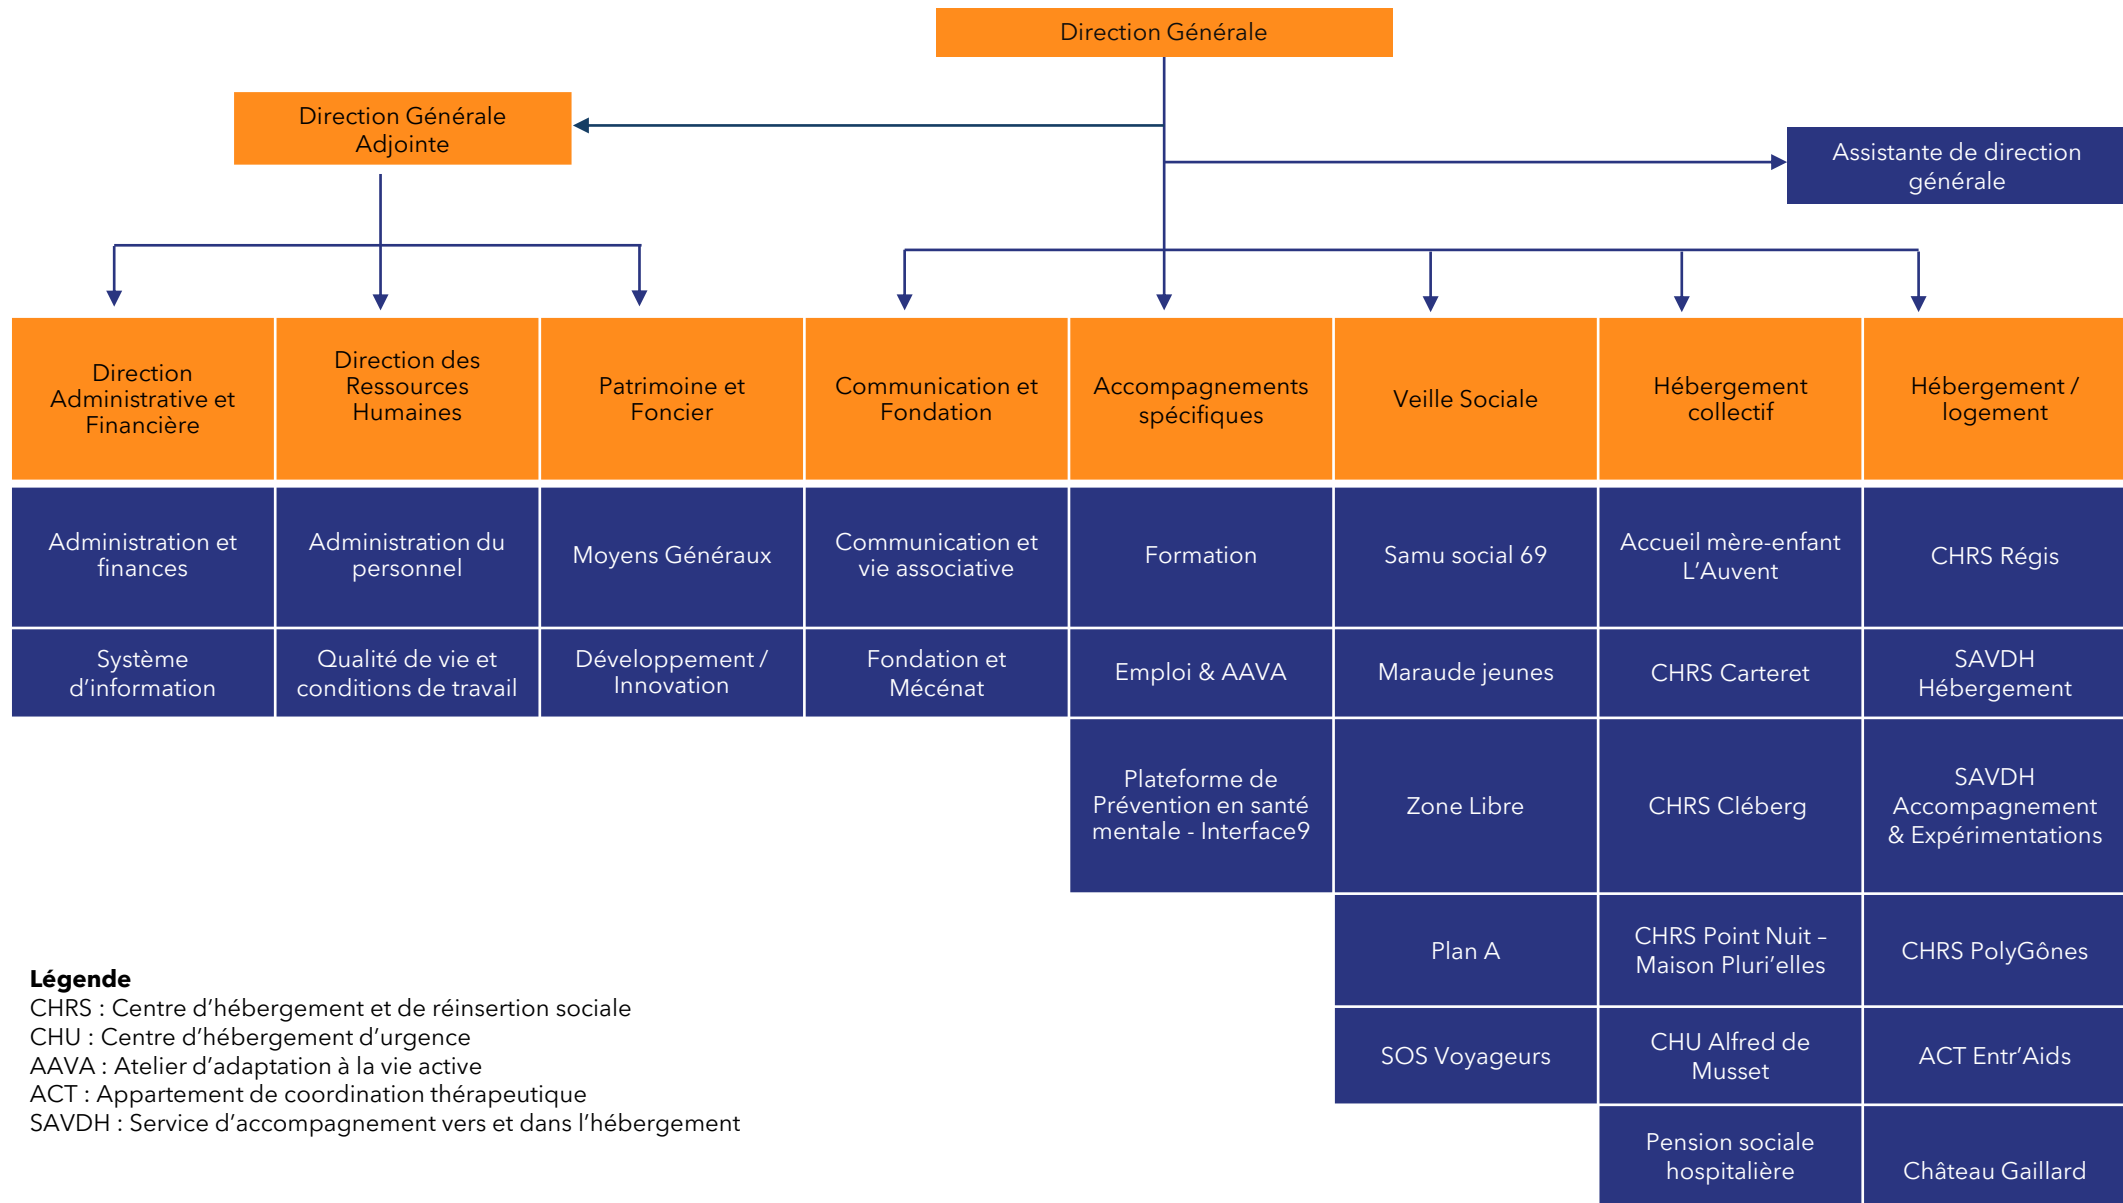 Direction Générale
Direction Générale
Adjointe
Assistante de direction
générale
Direction
Administrative et
Financière
Direction des
Ressources
Humaines
Patrimoine et
Foncier
Communication et
Fondation
Accompagnements
spécifiques
Veille Sociale
Hébergement
collectif
Hébergement /
logement
Administration et
finances
Administration du
personnel
Moyens Généraux
Communication et
vie associative
Formation
Samu social 69
Accueil mère-enfant
L’Auvent
CHRS Régis
Système
d’information
Qualité de vie et
conditions de travail
Développement /
Innovation
Fondation et
Mécénat
Emploi & AAVA
Maraude jeunes
CHRS Carteret
SAVDH
Hébergement
Plateforme de
Prévention en santé
mentale - Interface9
Zone Libre
CHRS Cléberg
SAVDH
Accompagnement
& Expérimentations
Plan A
CHRS Point Nuit –
Maison Pluri’elles
CHRS PolyGônes
SOS Voyageurs
CHU Alfred de
Musset
ACT Entr’Aids
Pension sociale
hospitalière
Château Gaillard
Légende
CHRS : Centre d’hébergement et de réinsertion sociale
CHU : Centre d’hébergement d’urgence
AAVA : Atelier d’adaptation à la vie active
ACT : Appartement de coordination thérapeutique
SAVDH : Service d’accompagnement vers et dans l’hébergement